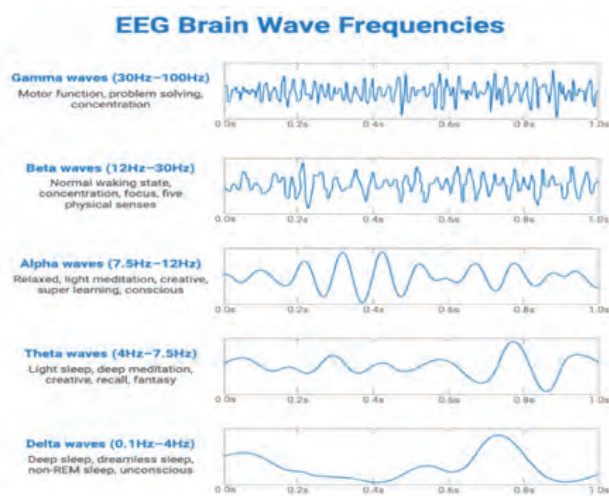 EEG Brain Wave Frequencies
Gamma waves (30Hz–100Hz)
Motor function, problem solving,
concentration
0.0s 0.2s 0.4s 0.6s 0.8s 1.0s
Beta waves (12Hz–30Hz)
Normal waking state,
concentration, focus, five
physical senses
0.0s 0.2s 0.4s 0.6s 0.8s 1.0s
Alpha waves (7.5Hz–12Hz)
Relaxed, light meditation, creative,
super learning, conscious
0.0s 0.2s 0.4s 0.6s 0.8s 1.0s
Theta waves (4Hz–7.5Hz)
Light sleep, deep meditation,
creative, recall, fantasy
0.0s 0.2s 0.4s 0.6s 0.8s 1.0s
Delta waves (0.1Hz–4Hz)
Deep sleep, dreamless sleep,
non-REM sleep, unconscious
0.0s 0.2s 0.4s 0.6s 0.8s 1.0s